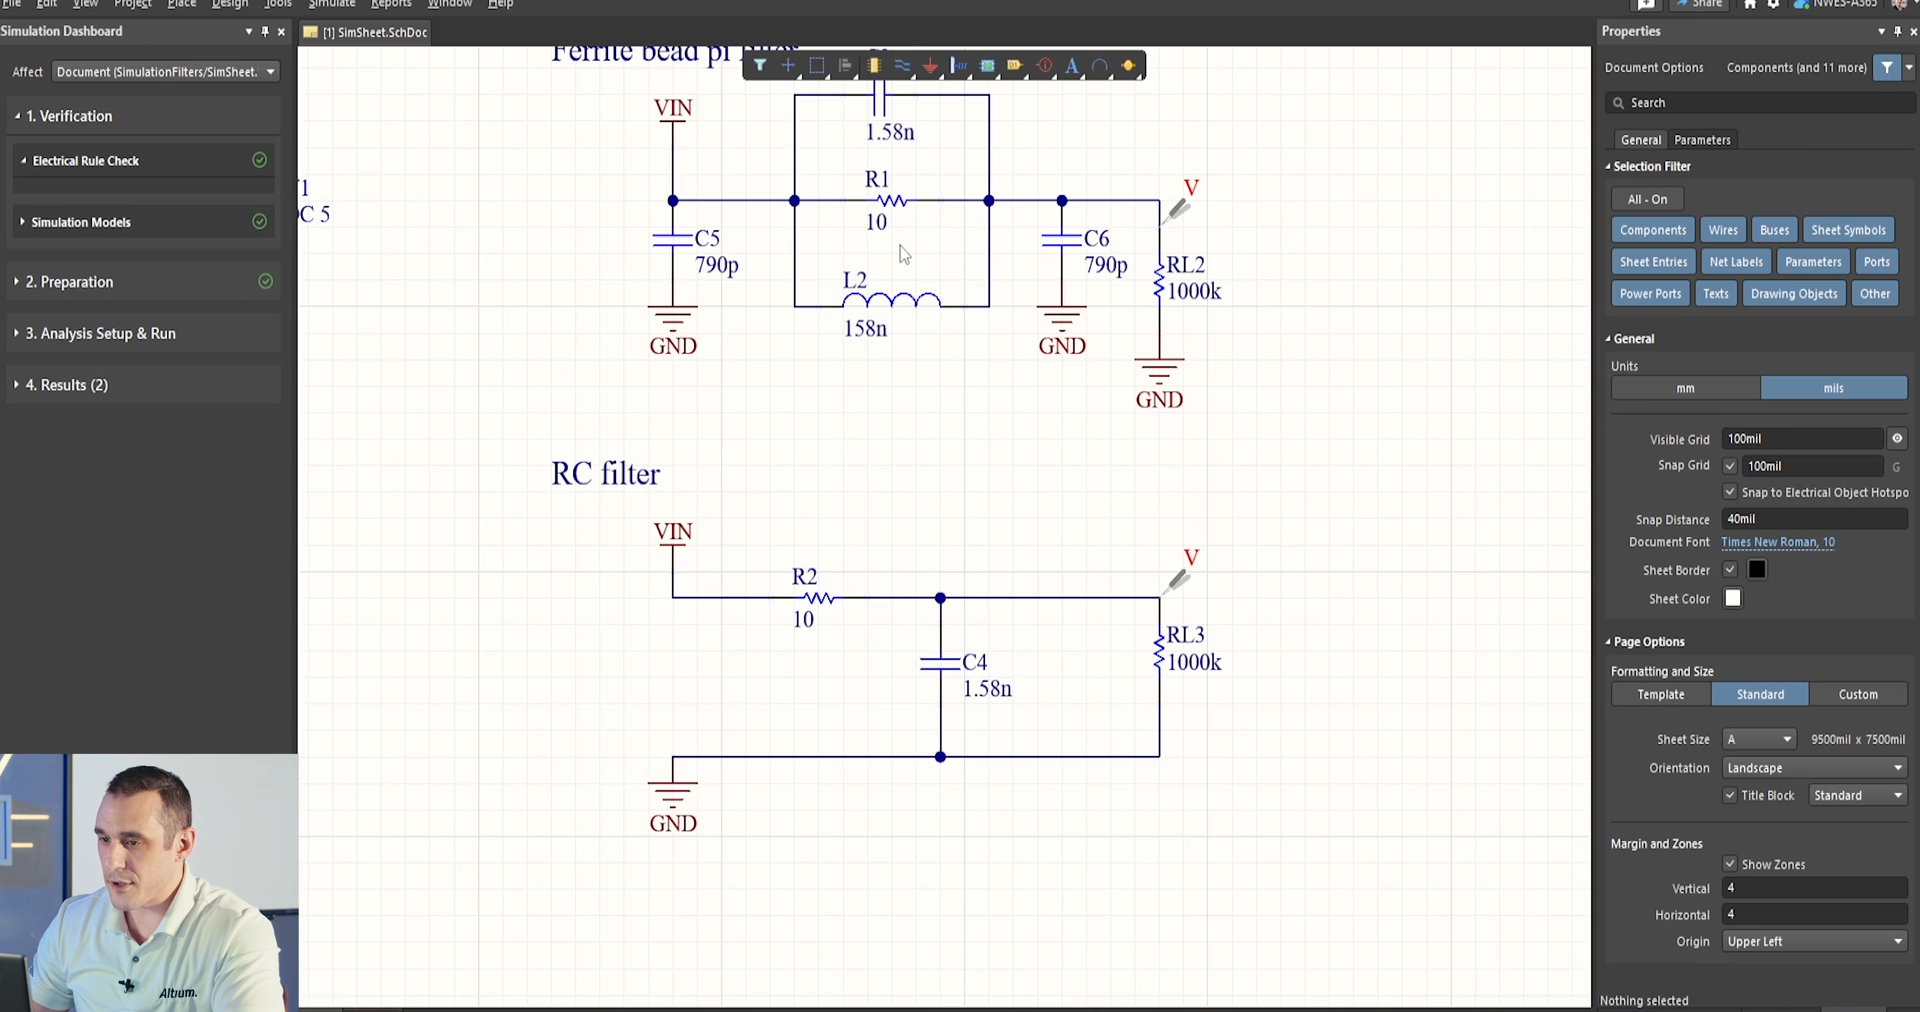 File Edit View Project Place Design Tools Simulate Reports Window Help
Share
NWES-A365
Simulation Dashboard
[1] SimSheet.SchDoc
Properties
Affect Document (SimulationFilters/SimSheet.
1. Verification
Electrical Rule Check
Simulation Models
2. Preparation
3. Analysis Setup & Run
4. Results (2)
Ferrite bead pi
VIN
1.58n
R1
10
V
C5
790p
L2
158n
C6
790p
RL2
1000k
GND
GND
GND
C 5
RC filter
VIN
R2
10
V
C4
1.58n
RL3
1000k
GND
Altium.
Document Options Components (and 11 more)
Search
General Parameters
Selection Filter
All - On
Components Wires Buses Sheet Symbols
Sheet Entries Net Labels Parameters Ports
Power Ports Texts Drawing Objects Other
General
Units
mm mils
Visible Grid 100mil
Snap Grid 100mil G
Snap to Electrical Object Hotspo
Snap Distance 40mil
Document Font Times New Roman, 10
Sheet Border
Sheet Color
Page Options
Formatting and Size
Template Standard Custom
Sheet Size A 9500mil x 7500mil
Orientation Landscape
Title Block Standard
Margin and Zones
Show Zones
Vertical 4
Horizontal 4
Origin Upper Left
Nothing selected